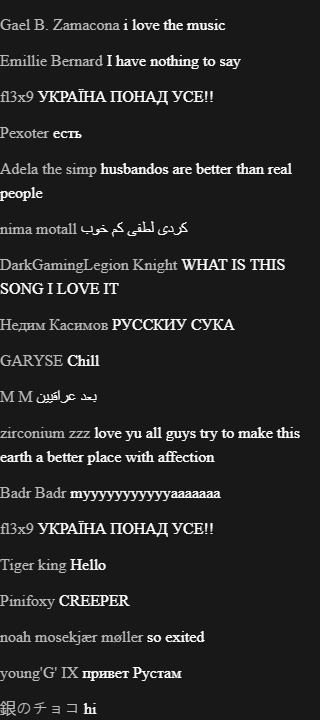 Gael B. Zamacona i love the music
Emillie Bernard I have nothing to say
fl3x9 УКРАЇНА ПОНАД УСЕ!!
Pexoter есть
Adela the simp husbandos are better than real
people
nima motall کردی لطفی کم خوب
DarkGamingLegion Knight WHAT IS THIS
SONG I LOVE IT
Недим Касимов РУССКИУ СУКА
GARYSE Chill
M M بعد عراقيين
zirconium zzz love yu all guys try to make this
earth a better place with affection
Badr Badr myyyyyyyyyyyaaaaaaa
fl3x9 УКРАЇНА ПОНАД УСЕ!!
Tiger king Hello
Pinifoxy CREEPER
noah mosekjær møller so exited
young'G' IX привет Рустам
銀のチョコ hi